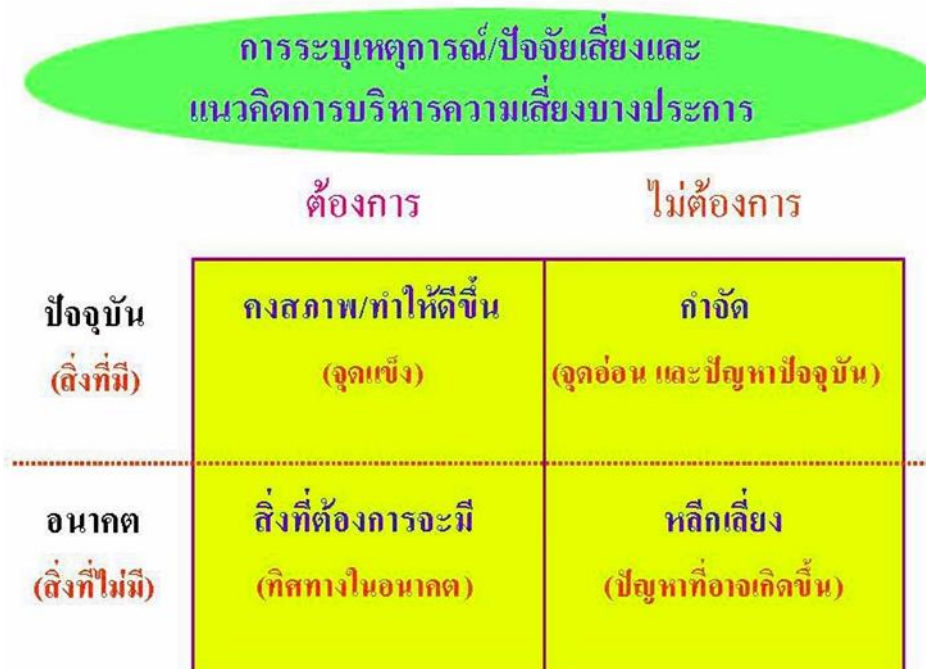 การระบุเหตุการณ์/ปัจจัยเสี่ยงและ
แนวคิดการบริหารความเสี่ยงบางประการ
ต้องการ ไม่ต้องการ
ปัจจุบัน คงสภาพ/ทำให้ดีขึ้น กำจัด
(สิ่งที่มี) (จุดแข็ง) (จุดอ่อน และปัญหาปัจจุบัน)
อนาคต สิ่งที่ต้องการจะมี หลีกเลี่ยง
(สิ่งที่ไม่มี) (ทิศทางในอนาคต) (ปัญหาที่อาจเกิดขึ้น)